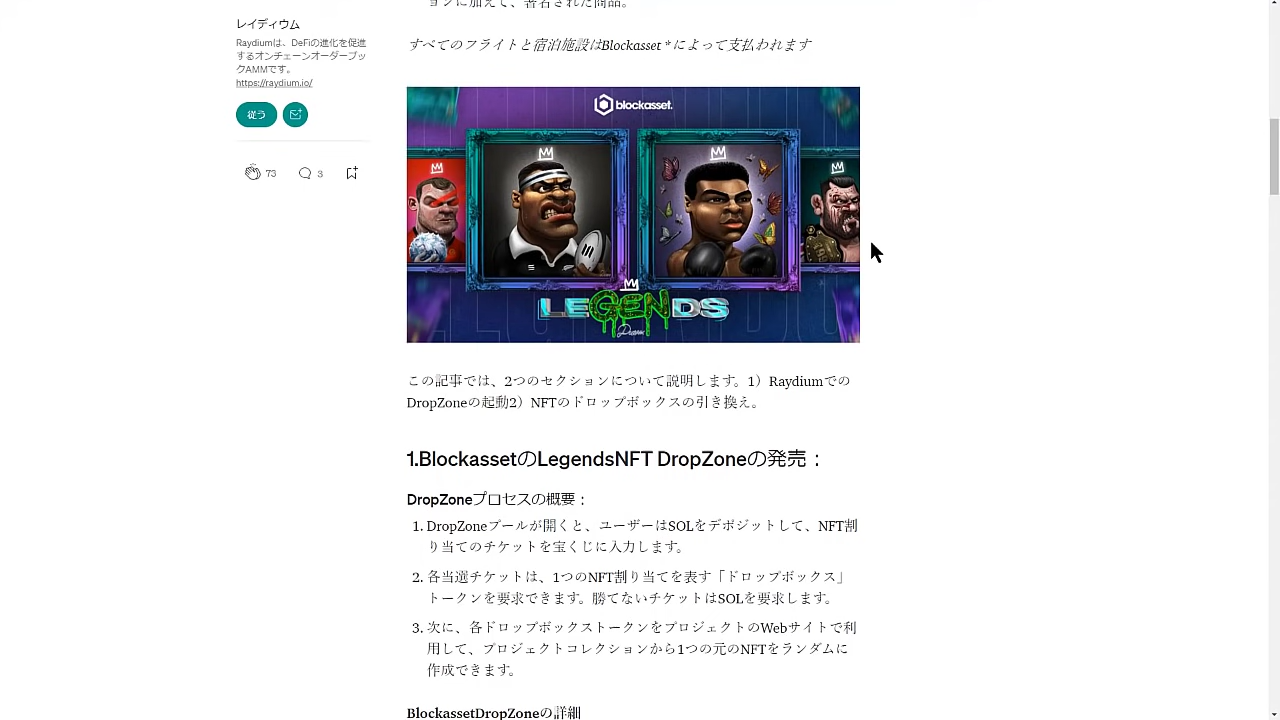 ョンに加えて、署名された商品。
レイディウム
Raydiumは、DeFiの進化を促進
するオンチェーンオーダーブッ
クAMMです。
https://raydium.io/
従う
73
3
すべてのフライトと宿泊施設はBlockasset *によって支払われます
blockasset.
LEGENDS
この記事では、2つのセクションについて説明します。1）Raydiumでの
DropZoneの起動2）NFTのドロップボックスの引き換え。
1.BlockassetのLegendsNFT DropZoneの発売：
DropZoneプロセスの概要：
1. DropZoneプールが開くと、ユーザーはSOLをデポジットして、NFT割
り当てのチケットを宝くじに入力します。
2. 各当選チケットは、1つのNFT割り当てを表す「ドロップボックス」
トークンを要求できます。勝てないチケットはSOLを要求します。
3. 次に、各ドロップボックストークンをプロジェクトのWebサイトで利
用して、プロジェクトコレクションから1つの元のNFTをランダムに
作成できます。
BlockassetDropZoneの詳細